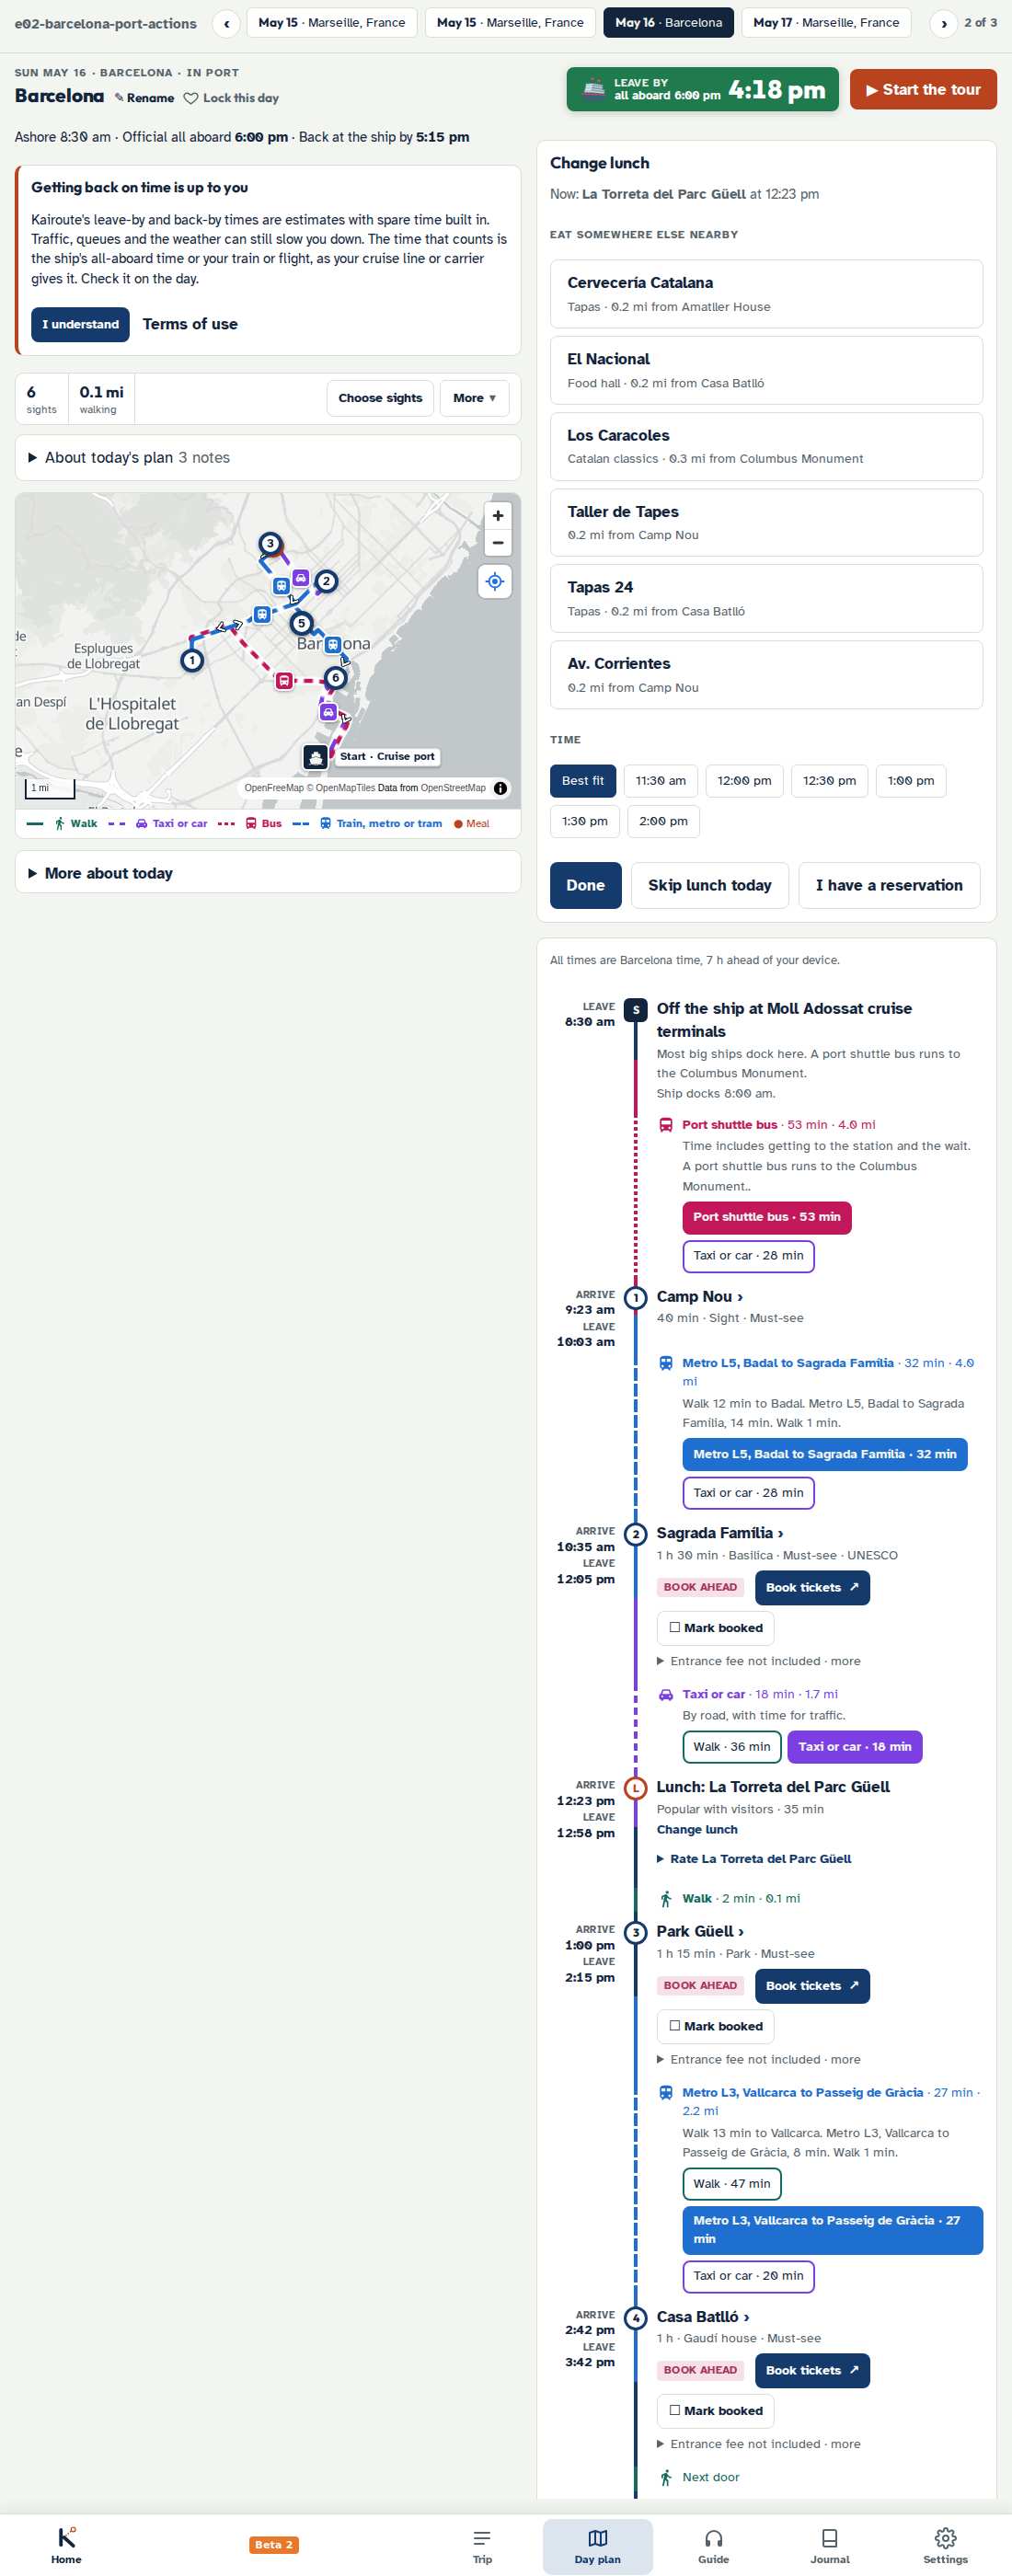 e02-barcelona-port-actions
‹
May 15 · Marseille, France
May 15 · Marseille, France
May 16 · Barcelona
May 17 · Marseille, France
›
2 of 3
SUN MAY 16 · BARCELONA · IN PORT
Barcelona ✎ Rename Lock this day
LEAVE BY
all aboard 6:00 pm
4:18 pm
▶ Start the tour
Ashore 8:30 am · Official all aboard 6:00 pm · Back at the ship by 5:15 pm
Getting back on time is up to you
Kairoute's leave-by and back-by times are estimates with spare time built in.
Traffic, queues and the weather can still slow you down. The time that counts is
the ship's all-aboard time or your train or flight, as your cruise line or carrier
gives it. Check it on the day.
I understand Terms of use
6
sights
0.1 mi
walking
Choose sights
More ▾
▶ About today's plan 3 notes
3
2
5
1
6
Barcelona
Esplugues
de Llobregat
L'Hospitalet
de Llobregat
an Despí
de
e
Start · Cruise port
1 mi
OpenFreeMap © OpenMapTiles Data from OpenStreetMap
Walk Taxi or car Bus Train, metro or tram Meal
▶ More about today
Change lunch
Now: La Torreta del Parc Güell at 12:23 pm
EAT SOMEWHERE ELSE NEARBY
Cervecería Catalana
Tapas · 0.2 mi from Amatller House
El Nacional
Food hall · 0.2 mi from Casa Batlló
Los Caracoles
Catalan classics · 0.3 mi from Columbus Monument
Taller de Tapes
0.2 mi from Camp Nou
Tapas 24
Tapas · 0.2 mi from Casa Batlló
Av. Corrientes
0.2 mi from Camp Nou
TIME
Best fit 11:30 am 12:00 pm 12:30 pm 1:00 pm
1:30 pm 2:00 pm
Done Skip lunch today I have a reservation
All times are Barcelona time, 7 h ahead of your device.
LEAVE
8:30 am
S
Off the ship at Moll Adossat cruise
terminals
Most big ships dock here. A port shuttle bus runs to
the Columbus Monument.
Ship docks 8:00 am.
Port shuttle bus · 53 min · 4.0 mi
Time includes getting to the station and the wait.
A port shuttle bus runs to the Columbus
Monument..
Port shuttle bus · 53 min
Taxi or car · 28 min
ARRIVE
9:23 am
LEAVE
10:03 am
1
Camp Nou ›
40 min · Sight · Must-see
Metro L5, Badal to Sagrada Família · 32 min · 4.0
mi
Walk 12 min to Badal. Metro L5, Badal to Sagrada
Família, 14 min. Walk 1 min.
Metro L5, Badal to Sagrada Família · 32 min
Taxi or car · 28 min
ARRIVE
10:35 am
LEAVE
12:05 pm
2
Sagrada Família ›
1 h 30 min · Basilica · Must-see · UNESCO
BOOK AHEAD Book tickets ↗
☐ Mark booked
▶ Entrance fee not included · more
Taxi or car · 18 min · 1.7 mi
By road, with time for traffic.
Walk · 36 min Taxi or car · 18 min
ARRIVE
12:23 pm
LEAVE
12:58 pm
L
Lunch: La Torreta del Parc Güell
Popular with visitors · 35 min
Change lunch
▶ Rate La Torreta del Parc Güell
Walk · 2 min · 0.1 mi
ARRIVE
1:00 pm
LEAVE
2:15 pm
3
Park Güell ›
1 h 15 min · Park · Must-see
BOOK AHEAD Book tickets ↗
☐ Mark booked
▶ Entrance fee not included · more
Metro L3, Vallcarca to Passeig de Gràcia · 27 min ·
2.2 mi
Walk 13 min to Vallcarca. Metro L3, Vallcarca to
Passeig de Gràcia, 8 min. Walk 1 min.
Walk · 47 min
Metro L3, Vallcarca to Passeig de Gràcia · 27
min
Taxi or car · 20 min
ARRIVE
2:42 pm
LEAVE
3:42 pm
4
Casa Batlló ›
1 h · Gaudí house · Must-see
BOOK AHEAD Book tickets ↗
☐ Mark booked
▶ Entrance fee not included · more
Next door
Home
Beta 2
Trip
Day plan
Guide
Journal
Settings